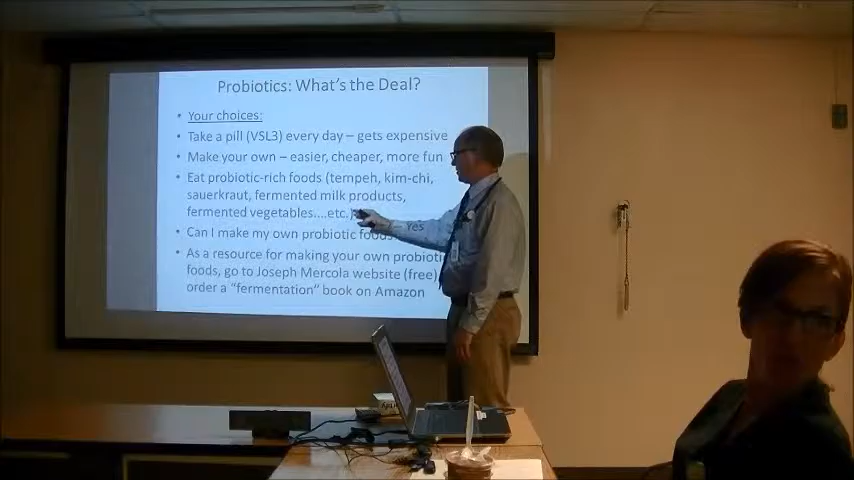 Probiotics: What's the Deal?
• Your choices:
• Take a pill (VSL3) every day – gets expensive
• Make your own – easier, cheaper, more fun
• Eat probiotic-rich foods (tempeh, kim-chi,
sauerkraut, fermented milk products,
fermented vegetables....etc.)
• Can I make my own probiotic foods Yes
• As a resource for making your own probioti
foods, go to Joseph Mercola website (free)
order a "fermentation" book on Amazon